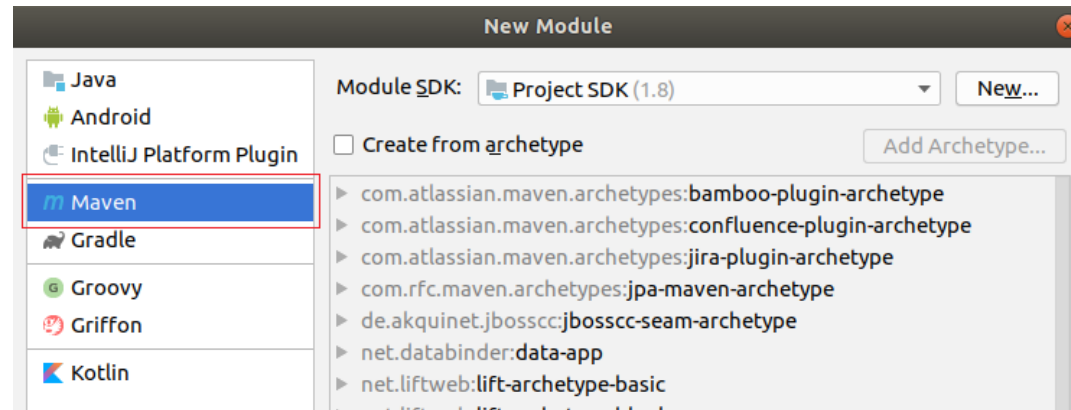 New Module
Java
Android
IntelliJ Platform Plugin
m Maven
Gradle
G Groovy
Griffon
Kotlin
Module SDK: Project SDK (1.8) New...
Create from archetype Add Archetype...
com.atlassian.maven.archetypes:bamboo-plugin-archetype
com.atlassian.maven.archetypes:confluence-plugin-archetype
com.atlassian.maven.archetypes:jira-plugin-archetype
com.rfc.maven.archetypes:jpa-maven-archetype
de.akquinet.jbosscc:jbosscc-seam-archetype
net.databinder:data-app
net.liftweb:lift-archetype-basic